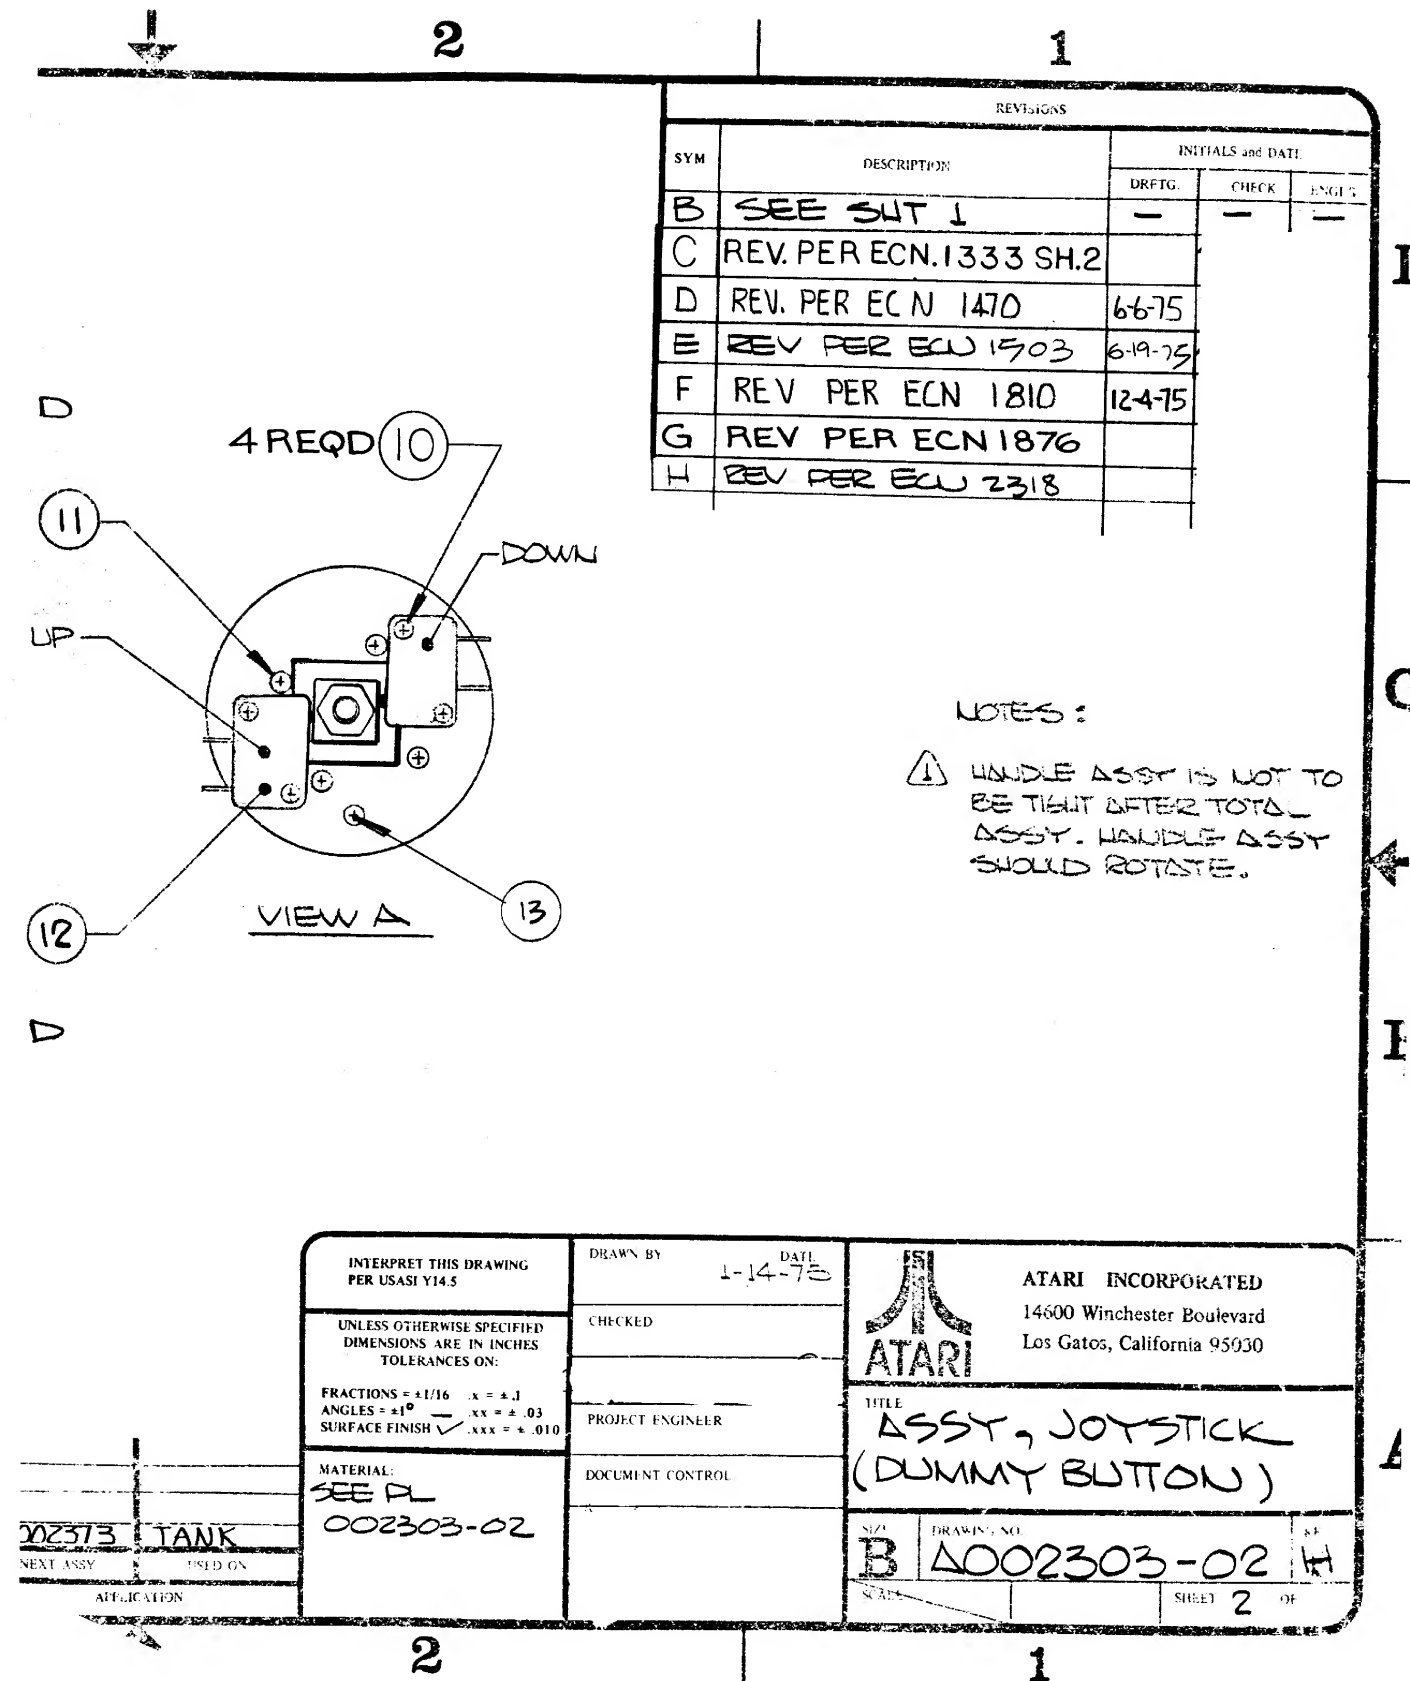 2
1
REVISIONS
SYM
DESCRIPTION
INITIALS and DATE
DRFTG.
CHECK
B SEE SHT 1 — — —
C REV. PER ECN. 1333 SH.2
D REV. PER ECN 1470 6-6-75
E REV PER ECN 1503 6-19-75
F REV PER ECN 1810 12-4-75
G REV PER ECN 1876
H REV PER ECN 2318
D
4 REQD 10
11
DOWN
UP
C
NOTES:
1 HANDLE ASSY IS NOT TO
BE TIGHT AFTER TOTAL
ASSY. HANDLE ASSY
SHOULD ROTATE.
12
VIEW A
13
D
INTERPRET THIS DRAWING
PER USASI Y14.5
UNLESS OTHERWISE SPECIFIED
DIMENSIONS ARE IN INCHES
TOLERANCES ON:
FRACTIONS = ±1/16 .x = ±.1
ANGLES = ±1° .xx = ± .03
SURFACE FINISH ✓ .xxx = ± .010
MATERIAL:
SEE PL
002303-02
DRAWN BY
DATE
1-14-75
CHECKED
PROJECT ENGINEER
DOCUMENT CONTROL
ATARI
ATARI INCORPORATED
14600 Winchester Boulevard
Los Gatos, California 95030
TITLE
ASSY, JOYSTICK
(DUMMY BUTTON)
SIZE
B
DRAWING NO.
A002303-02
H
SCALE
SHEET 2 OF
002373 TANK
NEXT ASSY USED ON
APPLICATION
2
1